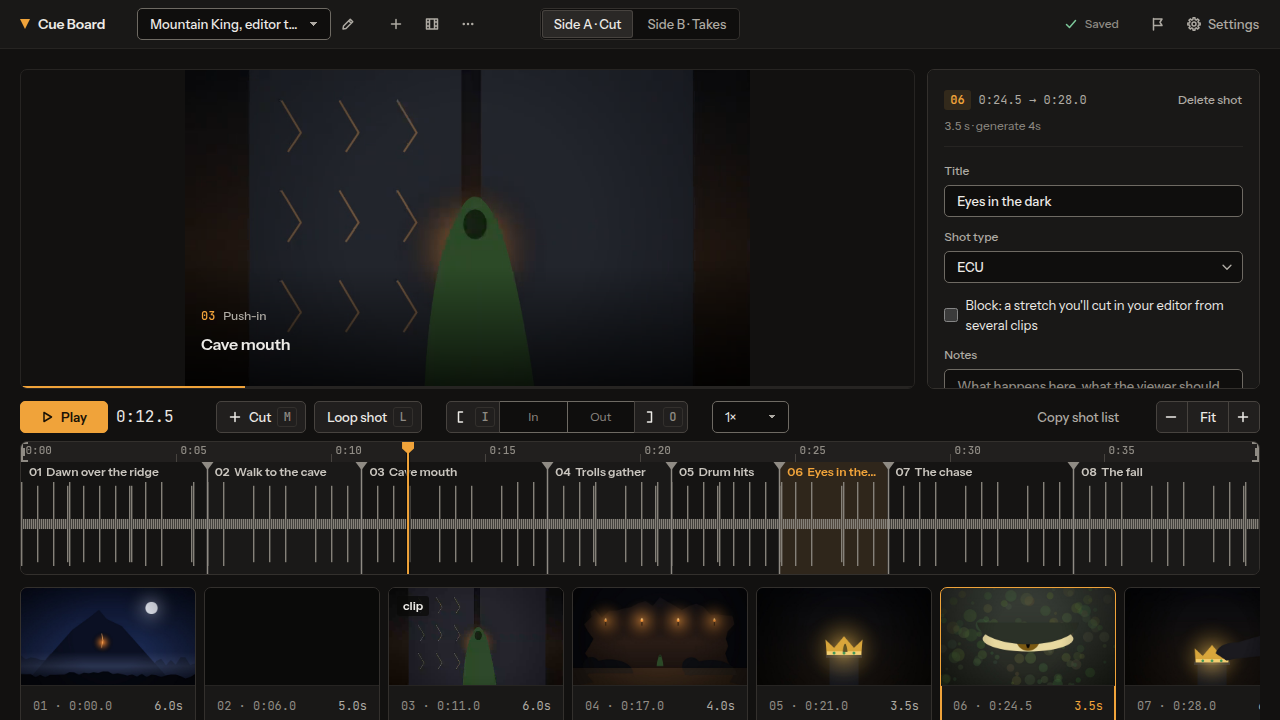 Cue Board
Mountain King, editor t...
Side A · Cut
Side B · Takes
Saved
Settings
03 Push-in
Cave mouth
06 0:24.5 → 0:28.0
Delete shot
3.5 s · generate 4s
Title
Eyes in the dark
Shot type
ECU
Block: a stretch you'll cut in your editor from
several clips
Notes
What happens here, what the viewer should
Play 0:12.5
+ Cut M
Loop shot L
[ I In Out ] O
1×
Copy shot list
− Fit +
0:00 0:05 0:10 0:15 0:20 0:25 0:30 0:35
01 Dawn over the ridge 02 Walk to the cave 03 Cave mouth 04 Trolls gather 05 Drum hits 06 Eyes in the... 07 The chase 08 The fall
clip
01 · 0:00.0 6.0s
02 · 0:06.0 5.0s
03 · 0:11.0 6.0s
04 · 0:17.0 4.0s
05 · 0:21.0 3.5s
06 · 0:24.5 3.5s
07 · 0:28.0